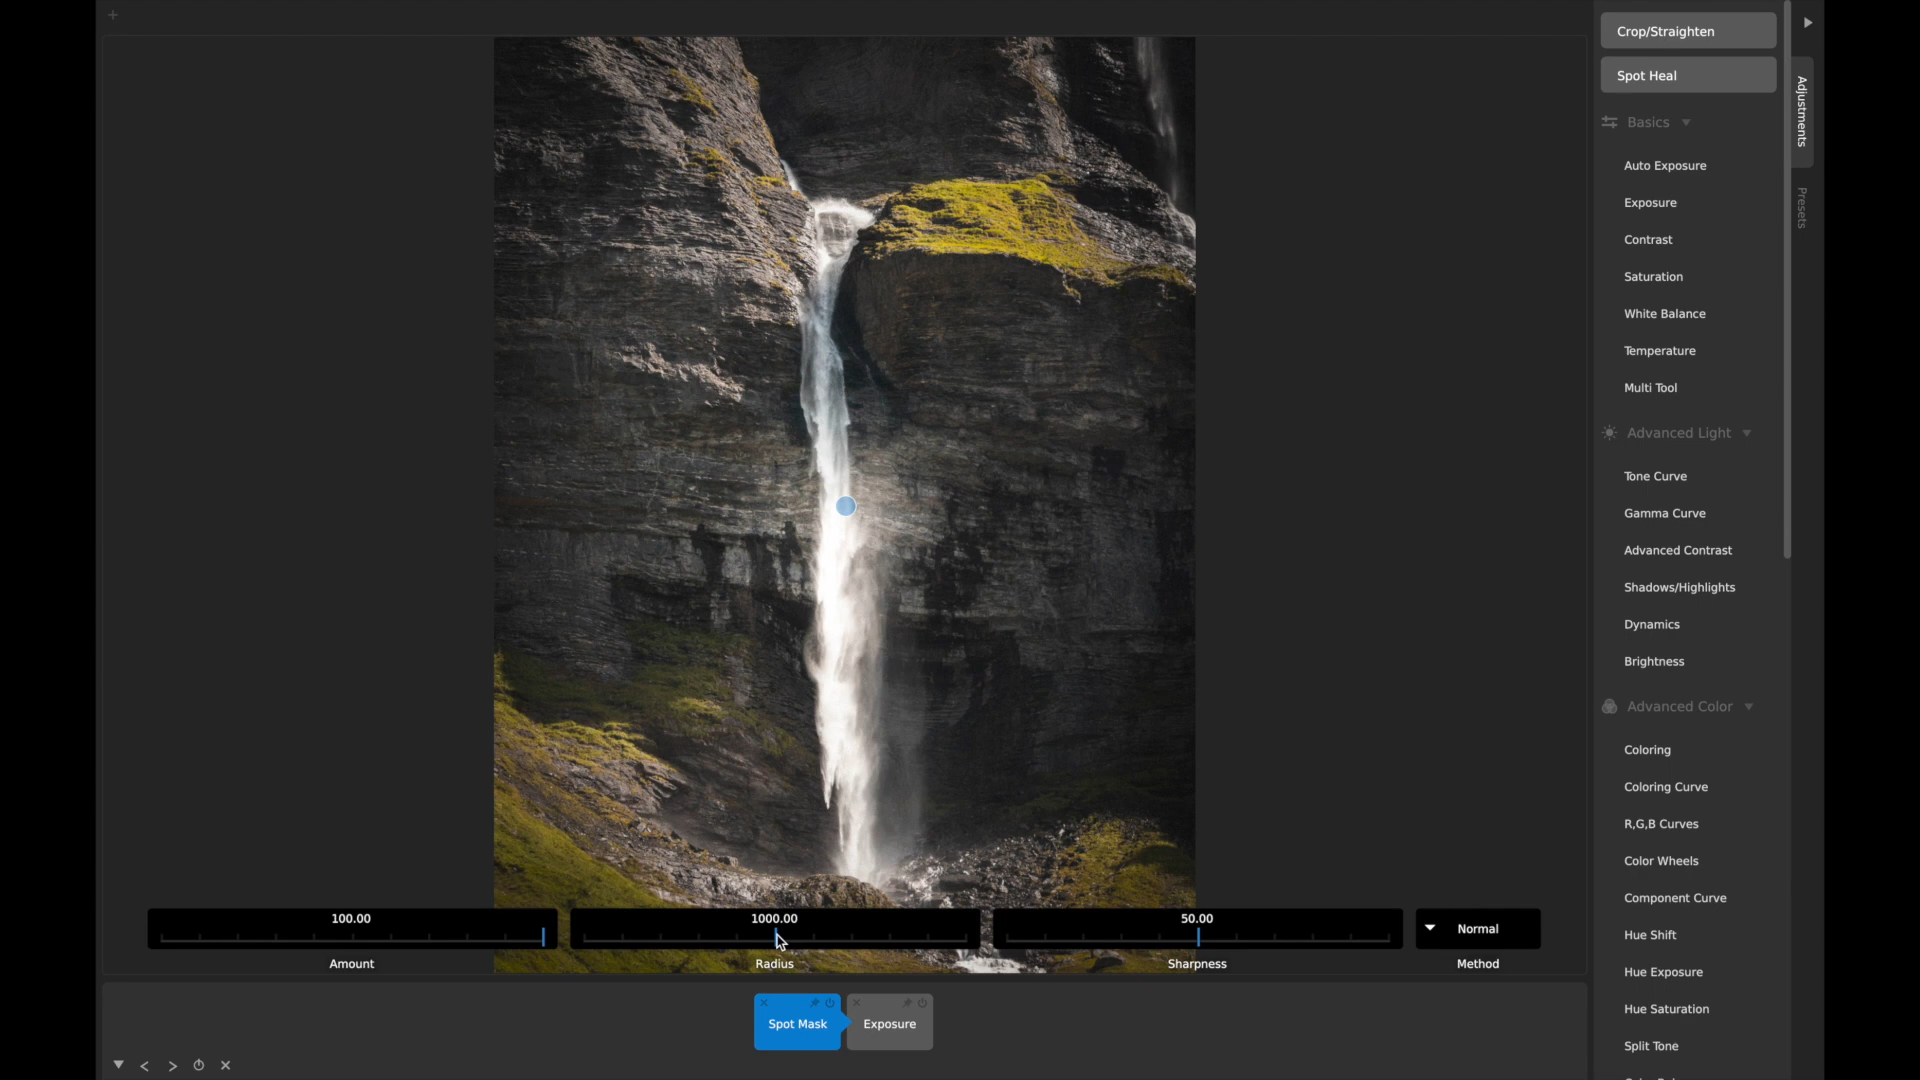 Crop/Straighten
Spot Heal
Basics
Auto Exposure
Exposure
Contrast
Saturation
White Balance
Temperature
Multi Tool
Advanced Light
Tone Curve
Gamma Curve
Advanced Contrast
Shadows/Highlights
Dynamics
Brightness
Advanced Color
Coloring
Coloring Curve
R,G,B Curves
Color Wheels
Component Curve
Hue Shift
Hue Exposure
Hue Saturation
Split Tone
Adjustments
Presets
100.00
Amount
1000.00
Radius
50.00
Sharpness
Normal
Method
Spot Mask
Exposure